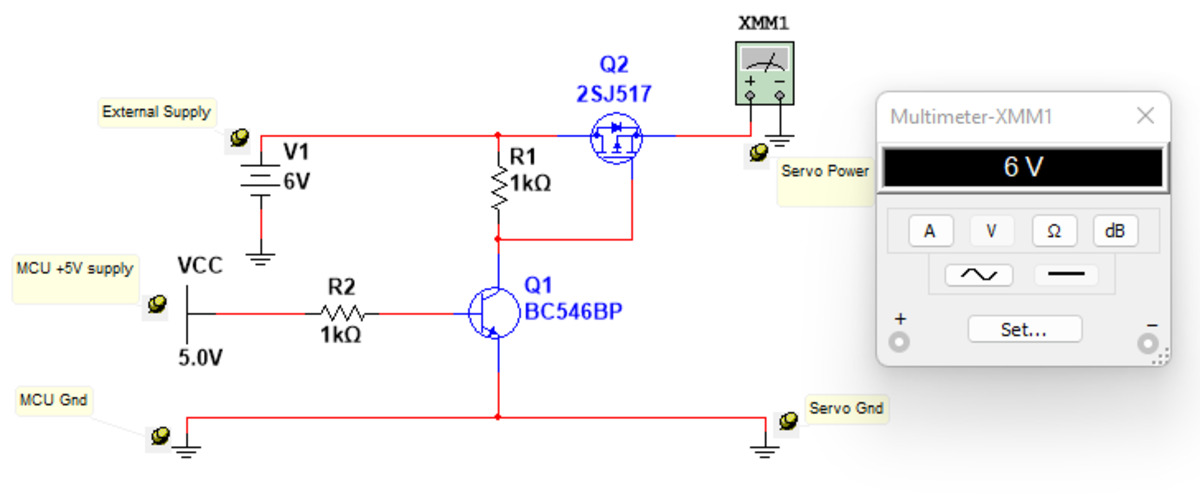 XMM1
Q2
2SJ517
+ −
External Supply
V1
6V
R1
1kΩ
Servo Power
Multimeter-XMM1
6 V
A V Ω dB
+ −
Set...
MCU +5V supply
VCC
5.0V
R2
1kΩ
Q1
BC546BP
MCU Gnd
Servo Gnd